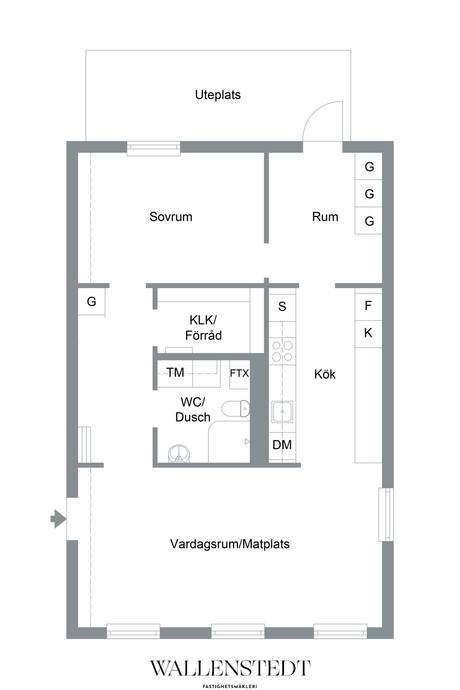 Uteplats
G
G
G
Sovrum
Rum
G
S
F
KLK/
Förråd
K
TM
FTX
Kök
WC/
Dusch
DM
Vardagsrum/Matplats
WALLENSTEDT
FASTIGHETSMÄKLERI